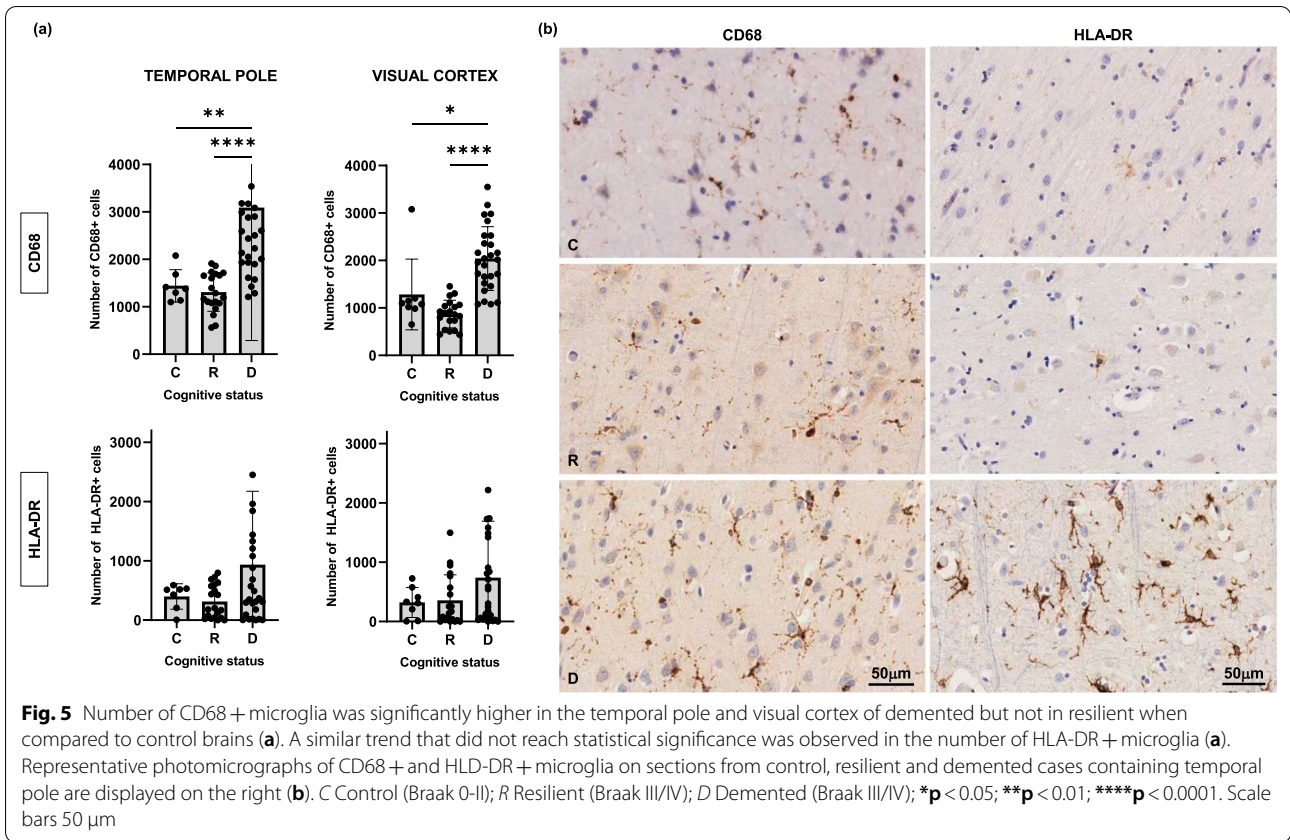 (a)
TEMPORAL POLE
VISUAL CORTEX
CD68
**
****
Number of CD68+ cells
4000
3000
2000
1000
0
C R D
Cognitive status
*
****
Number of CD68+ cells
4000
3000
2000
1000
0
C R D
Cognitive status
HLA-DR
Number of HLA-DR+ cells
3000
2000
1000
0
C R D
Cognitive status
Number of HLA-DR+ cells
3000
2000
1000
0
C R D
Cognitive status
(b)
CD68
HLA-DR
C
R
D
50μm
50μm
Fig. 5 Number of CD68 + microglia was significantly higher in the temporal pole and visual cortex of demented but not in resilient when
compared to control brains (a). A similar trend that did not reach statistical significance was observed in the number of HLA-DR + microglia (a).
Representative photomicrographs of CD68 + and HLD-DR + microglia on sections from control, resilient and demented cases containing temporal
pole are displayed on the right (b). C Control (Braak 0-II); R Resilient (Braak III/IV); D Demented (Braak III/IV); *p < 0.05; **p < 0.01; ****p < 0.0001. Scale
bars 50 μm